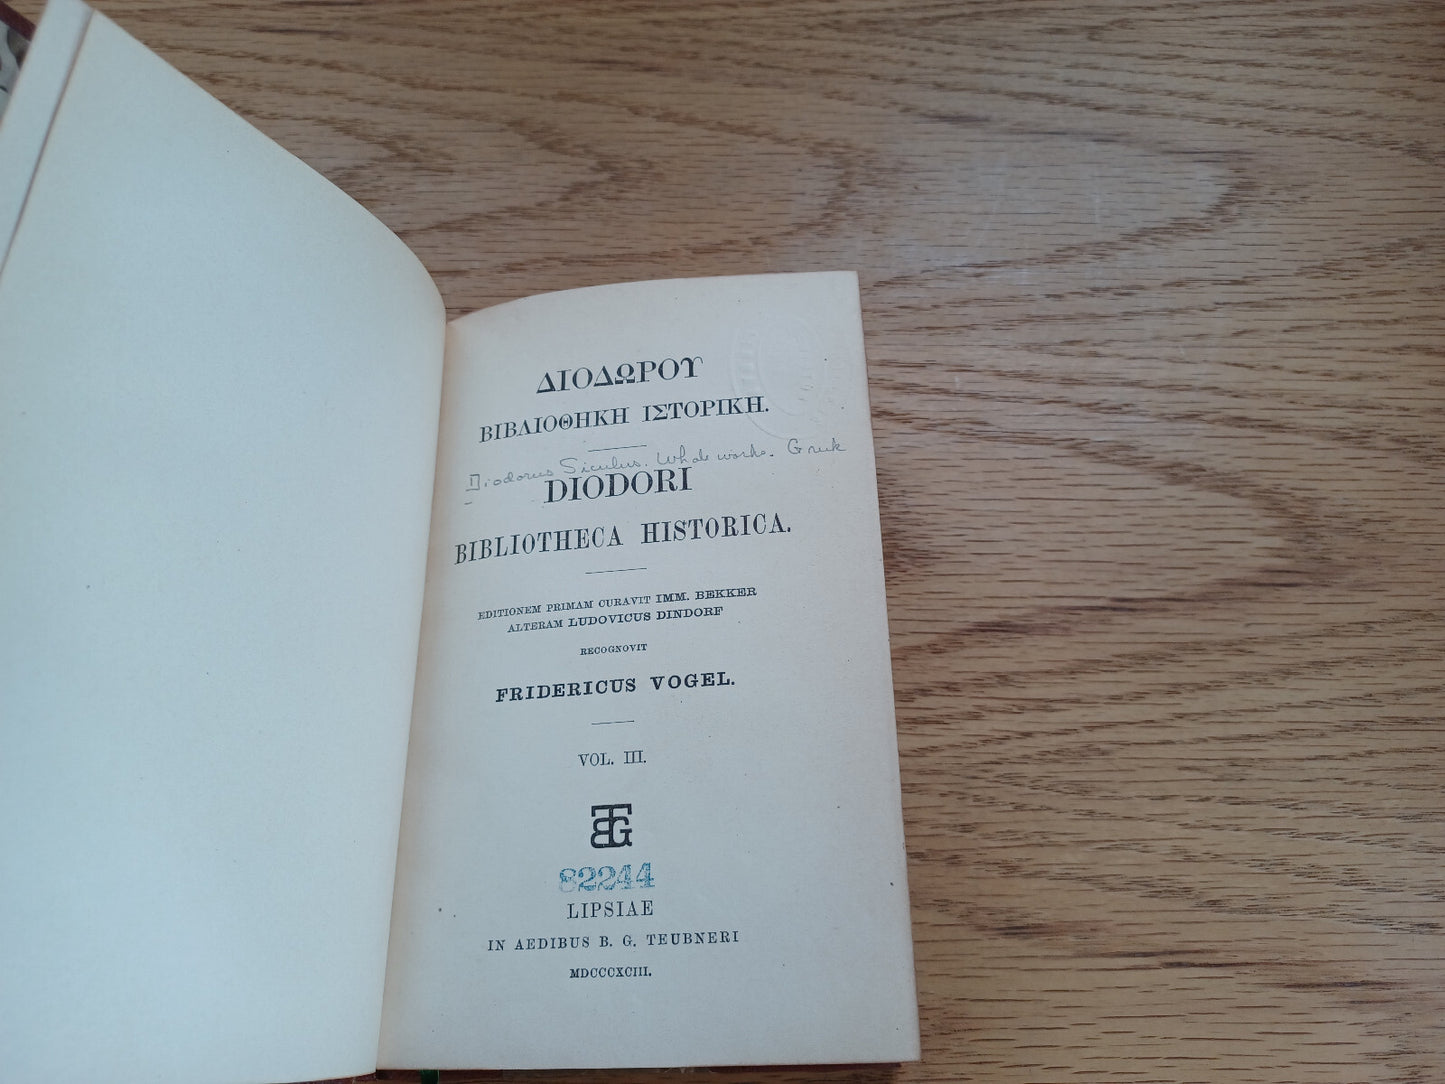 ΔΙΟΔΩΡΟΥ
ΒΙΒΛΙΟΘΗΚΗ ΙΣΤΟΡΙΚΗ.
Diodorus Siculus. Whole works. Greek
DIODORI
BIBLIOTHECA HISTORICA.
EDITIONEM PRIMAM CURAVIT IMM. BEKKER
ALTERAM LUDOVICUS DINDORF
RECOGNOVIT
FRIDERICUS VOGEL.
VOL. III.
BTG
82244
LIPSIAE
IN AEDIBUS B. G. TEUBNERI
MDCCCXCIII.